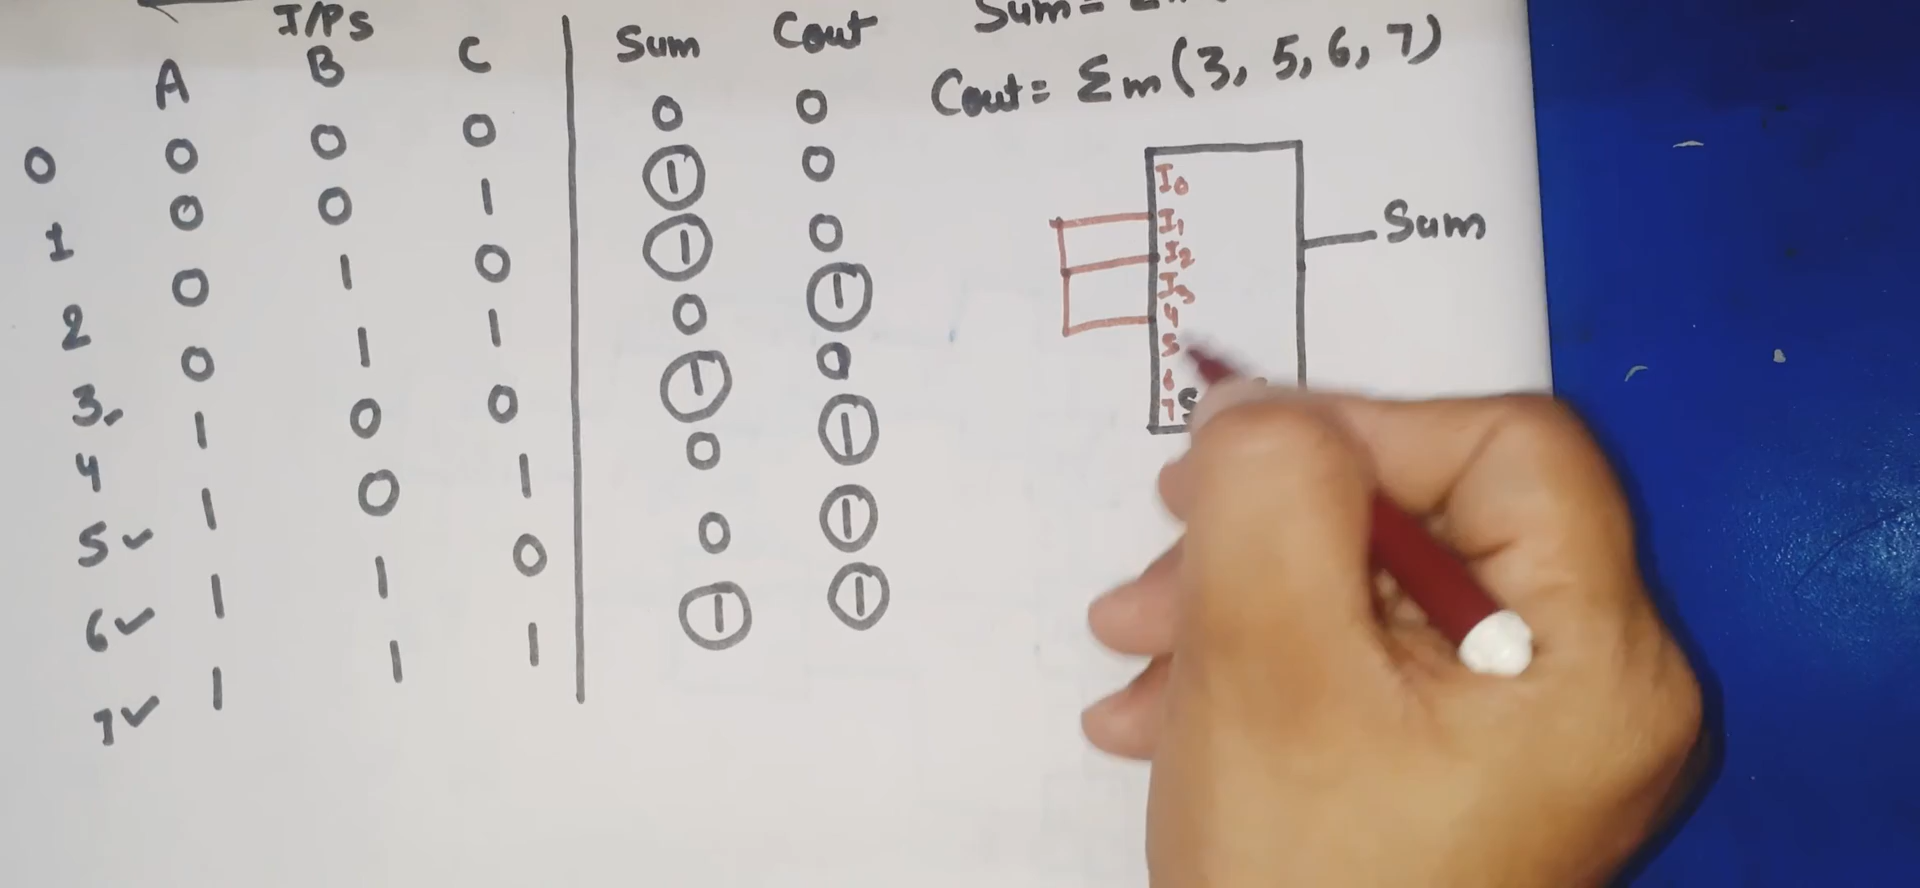 I/Ps
A B C Sum Cout
0 0 0 0 0 0
1 0 0 1 1 0
2 0 1 0 1 0
3. 0 1 1 0 1
4 1 0 0 1 0
5✓ 1 0 1 0 1
6✓ 1 1 0 0 1
7✓ 1 1 1 1 1
Sum =
Cout = Σm (3, 5, 6, 7)
I0
I1
I2
I3
4
5
6
7 S
Sum